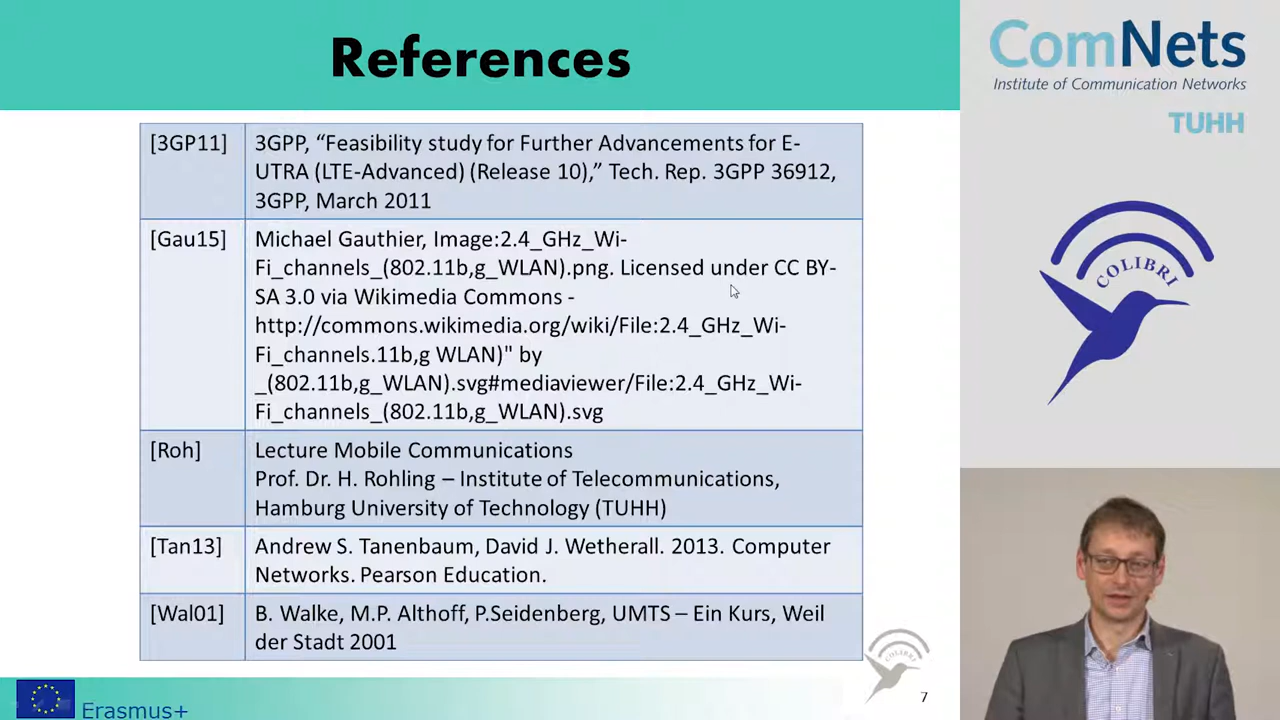 References
ComNets
Institute of Communication Networks
TUHH
COLIBRI
[3GP11] 3GPP, “Feasibility study for Further Advancements for E-
UTRA (LTE-Advanced) (Release 10),” Tech. Rep. 3GPP 36912,
3GPP, March 2011
[Gau15] Michael Gauthier, Image:2.4_GHz_Wi-
Fi_channels_(802.11b,g_WLAN).png. Licensed under CC BY-
SA 3.0 via Wikimedia Commons -
http://commons.wikimedia.org/wiki/File:2.4_GHz_Wi-
Fi_channels.11b,g WLAN)" by
_(802.11b,g_WLAN).svg#mediaviewer/File:2.4_GHz_Wi-
Fi_channels_(802.11b,g_WLAN).svg
[Roh] Lecture Mobile Communications
Prof. Dr. H. Rohling – Institute of Telecommunications,
Hamburg University of Technology (TUHH)
[Tan13] Andrew S. Tanenbaum, David J. Wetherall. 2013. Computer
Networks. Pearson Education.
[Wal01] B. Walke, M.P. Althoff, P.Seidenberg, UMTS – Ein Kurs, Weil
der Stadt 2001
COLIBRI
7
Erasmus+